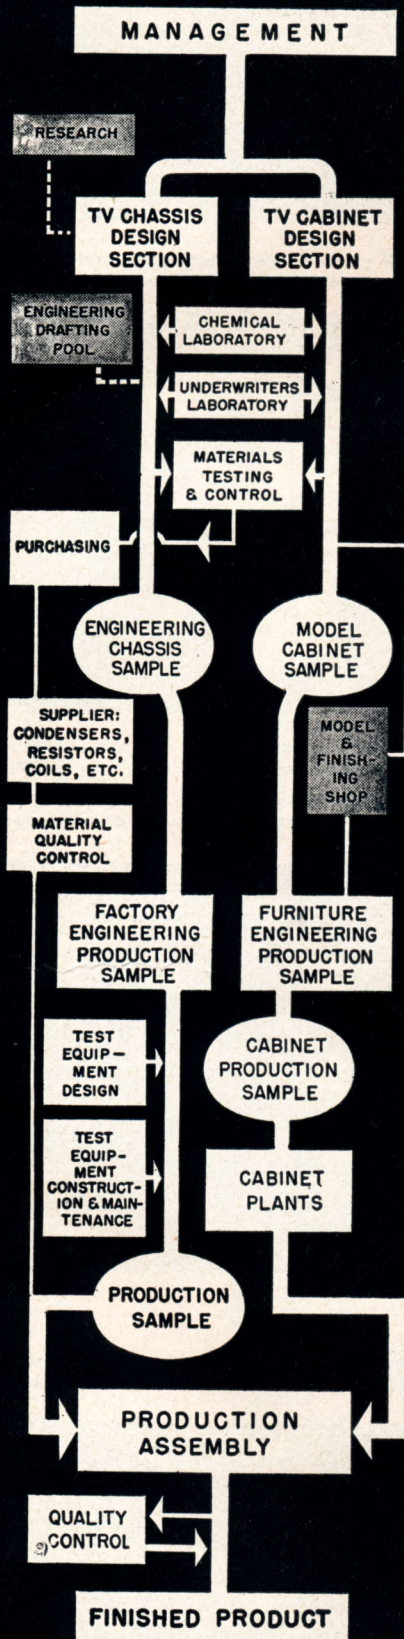 MANAGEMENT
RESEARCH
TV CHASSIS
DESIGN
SECTION
TV CABINET
DESIGN
SECTION
ENGINEERING
DRAFTING
POOL
CHEMICAL
LABORATORY
UNDERWRITERS
LABORATORY
MATERIALS
TESTING
& CONTROL
PURCHASING
ENGINEERING
CHASSIS
SAMPLE
MODEL
CABINET
SAMPLE
SUPPLIER:
CONDENSERS,
RESISTORS,
COILS, ETC.
MODEL
&
FINISH-
ING
SHOP
MATERIAL
QUALITY
CONTROL
FACTORY
ENGINEERING
PRODUCTION
SAMPLE
FURNITURE
ENGINEERING
PRODUCTION
SAMPLE
TEST
EQUIP-
MENT
DESIGN
CABINET
PRODUCTION
SAMPLE
TEST
EQUIP-
MENT
CONSTRUCT-
ION & MAIN-
TENANCE
CABINET
PLANTS
PRODUCTION
SAMPLE
PRODUCTION
ASSEMBLY
QUALITY
CONTROL
FINISHED PRODUCT